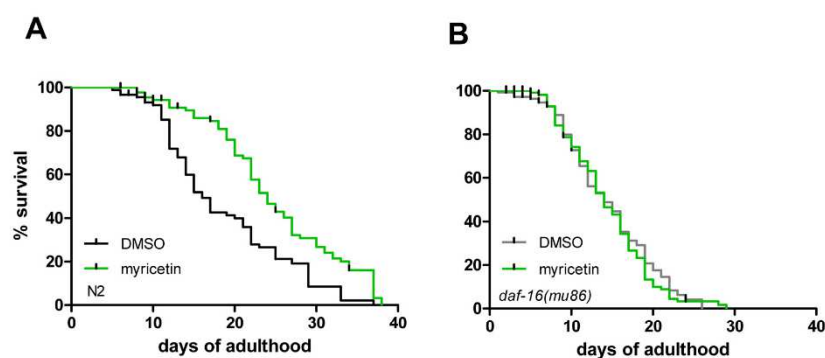 A
% survival
100
80
60
40
20
0
DMSO
myricetin
N2
0 10 20 30 40
days of adulthood
B
100
80
60
40
20
0
DMSO
myricetin
daf-16(mu86)
0 10 20 30 40
days of adulthood